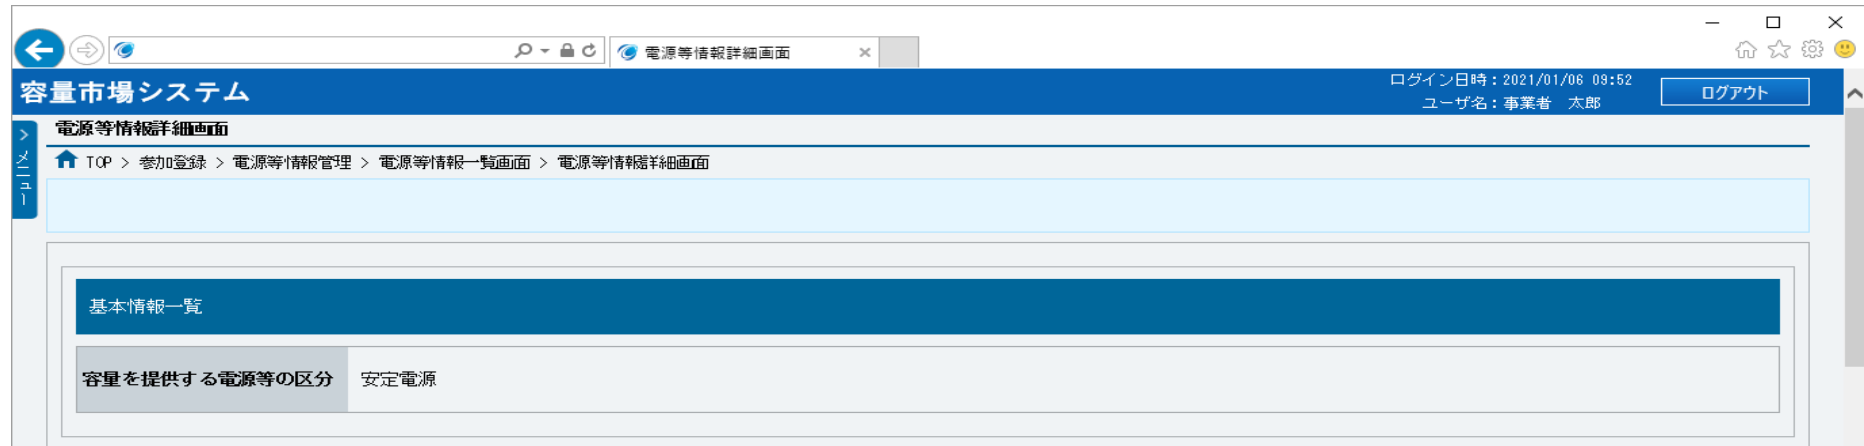 電源等情報詳細画面
容量市場システム
ログイン日時：2021/01/06 09:52
ユーザ名：事業者　太郎
ログアウト
> メニュー
電源等情報詳細画面
TOP > 参加登録 > 電源等情報管理 > 電源等情報一覧画面 > 電源等情報詳細画面
基本情報一覧
容量を提供する電源等の区分 安定電源